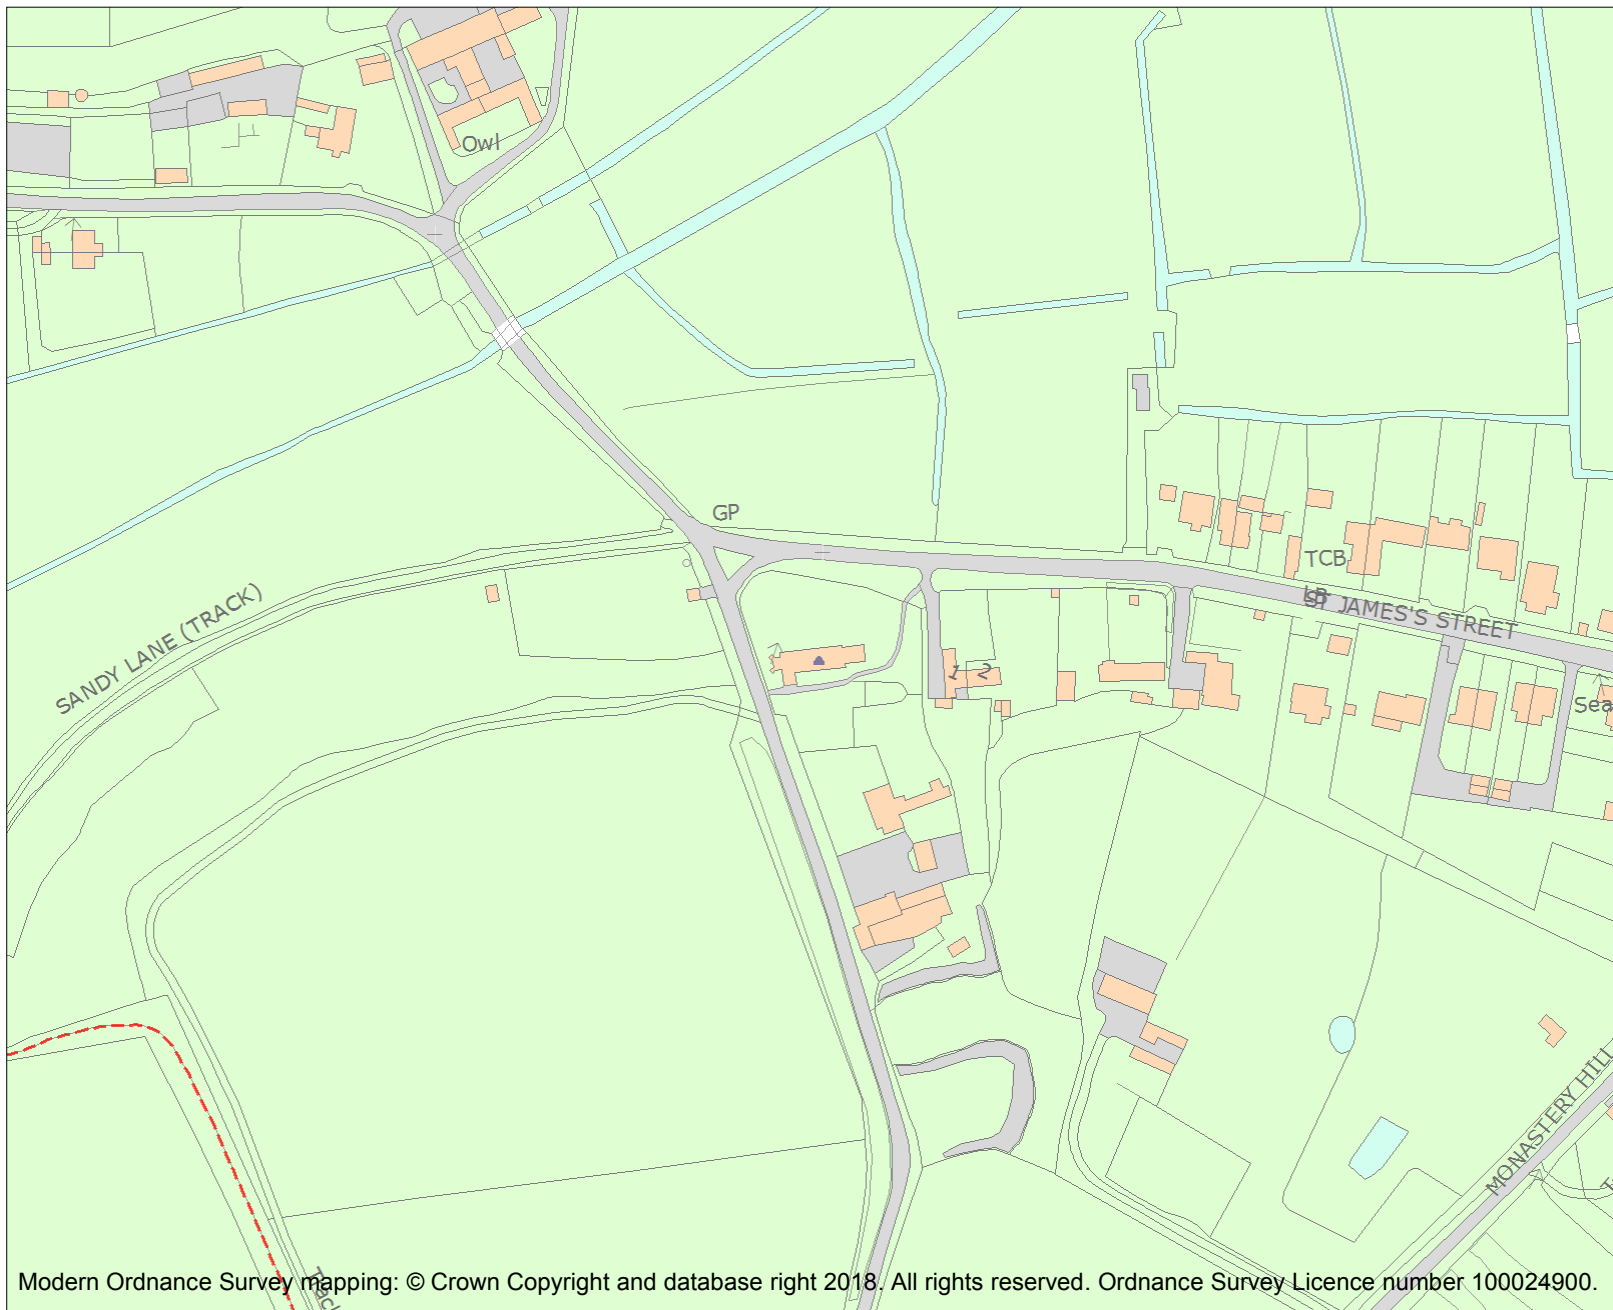 Owl
GP
TCB
LB
ST JAMES'S STREET
SANDY LANE (TRACK)
1 2
Sea
MONASTERY HILL
Modern Ordnance Survey mapping: © Crown Copyright and database right 2018. All rights reserved. Ordnance Survey Licence number 100024900.